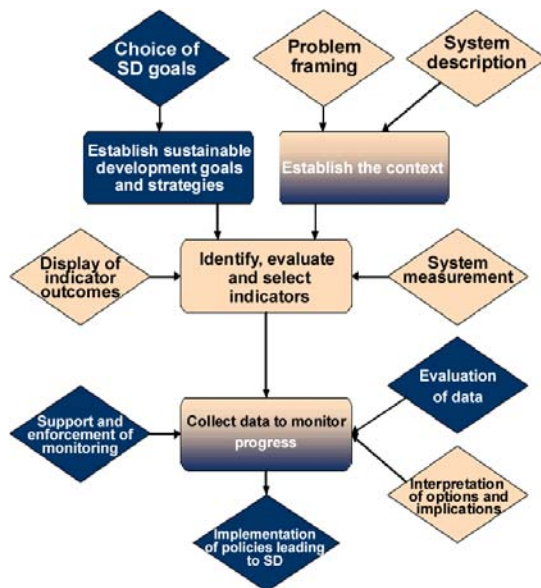 Choice of
SD goals
Problem
framing
System
description
Establish sustainable
development goals
and strategies
Establish the context
Display of
indicator
outcomes
Identify, evaluate
and select
indicators
System
measurement
Support and
enforcement of
monitoring
Collect data to monitor
progress
Evaluation
of data
Interpretation
of options and
implications
Implementation
of policies leading
to SD